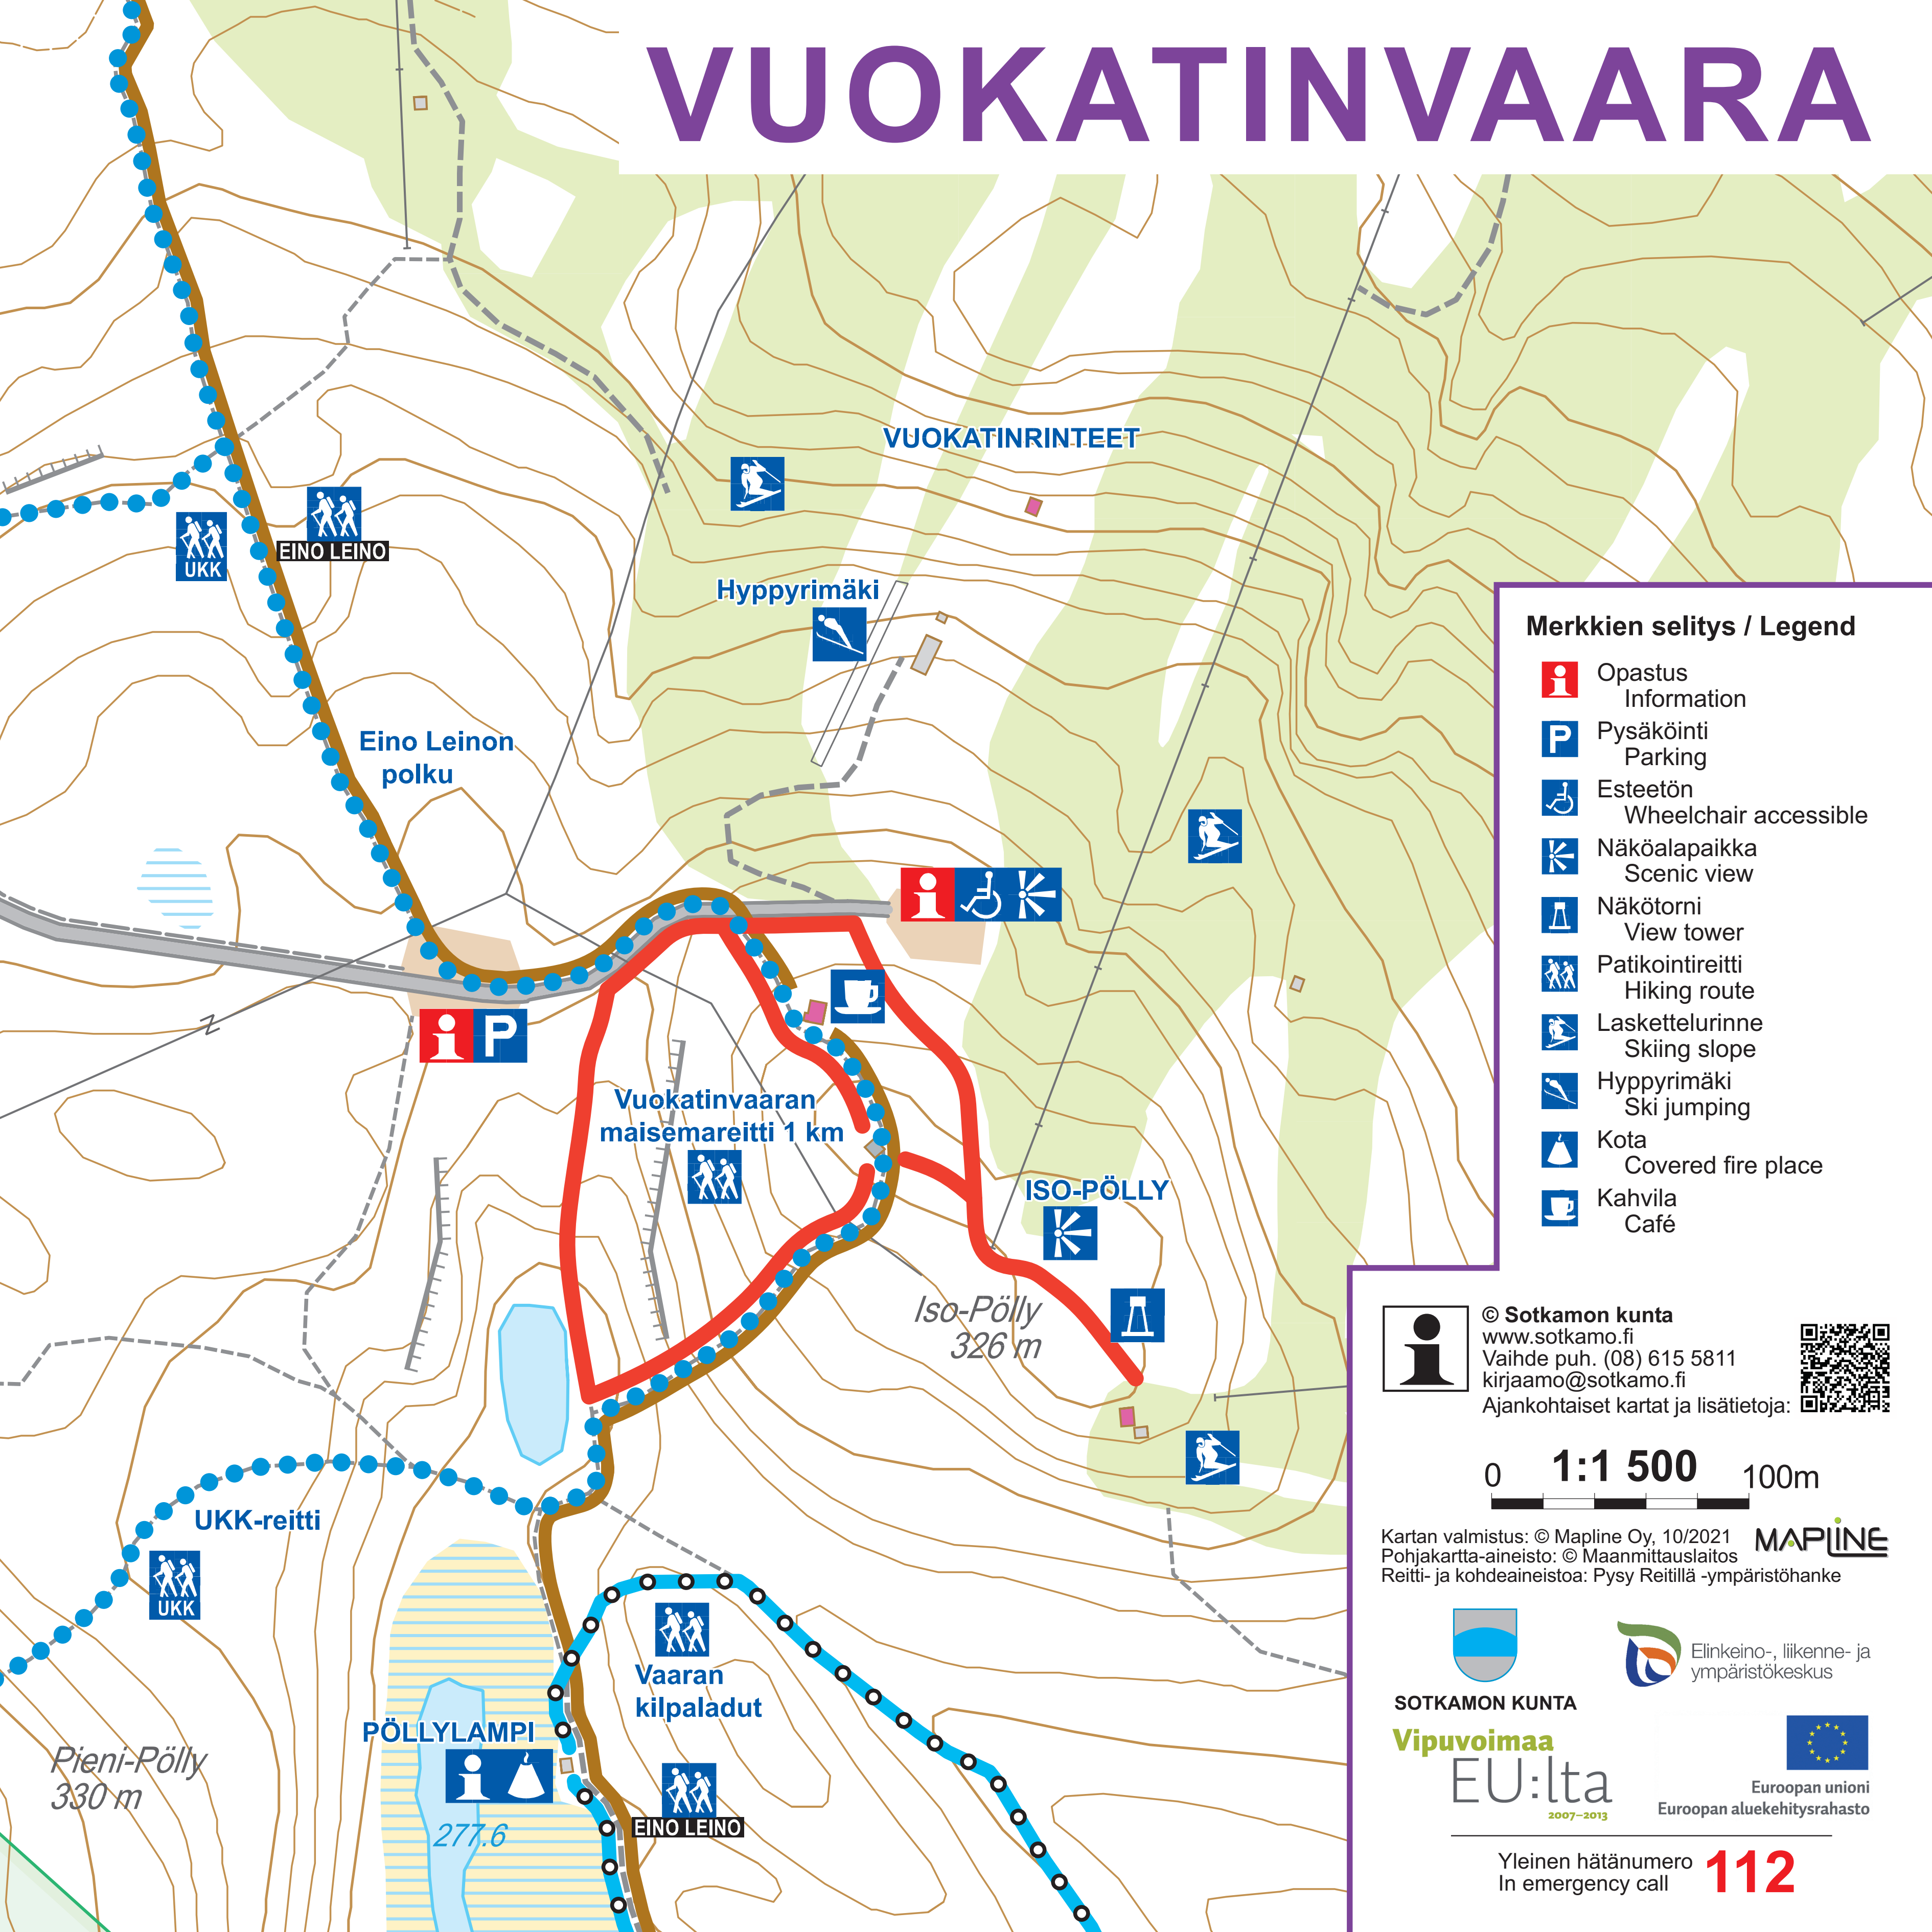 VUOKATINVAARA
VUOKATINRINTEET
UKK
EINO LEINO
Hyppyrimäki
Eino Leinon
polku
P
Vuokatinvaaran
maisemareitti 1 km
ISO-PÖLLY
Iso-Pölly
326 m
UKK-reitti
UKK
Vaaran
kilpaladut
PÖLLYLAMPI
Pieni-Pölly
330 m
277.6
EINO LEINO
Merkkien selitys / Legend
Opastus
Information
P
Pysäköinti
Parking
Esteetön
Wheelchair accessible
Näköalapaikka
Scenic view
Näkötorni
View tower
Patikointireitti
Hiking route
Laskettelurinne
Skiing slope
Hyppyrimäki
Ski jumping
Kota
Covered fire place
Kahvila
Café
© Sotkamon kunta
www.sotkamo.fi
Vaihde puh. (08) 615 5811
kirjaamo@sotkamo.fi
Ajankohtaiset kartat ja lisätietoja:
0 1:1 500 100m
Kartan valmistus: © Mapline Oy, 10/2021
MAPLINE
Pohjakartta-aineisto: © Maanmittauslaitos
Reitti- ja kohdeaineistoa: Pysy Reitillä -ympäristöhanke
SOTKAMON KUNTA
Elinkeino-, liikenne- ja
ympäristökeskus
Vipuvoimaa
EU:lta
2007–2013
Euroopan unioni
Euroopan aluekehitysrahasto
Yleinen hätänumero
In emergency call
112